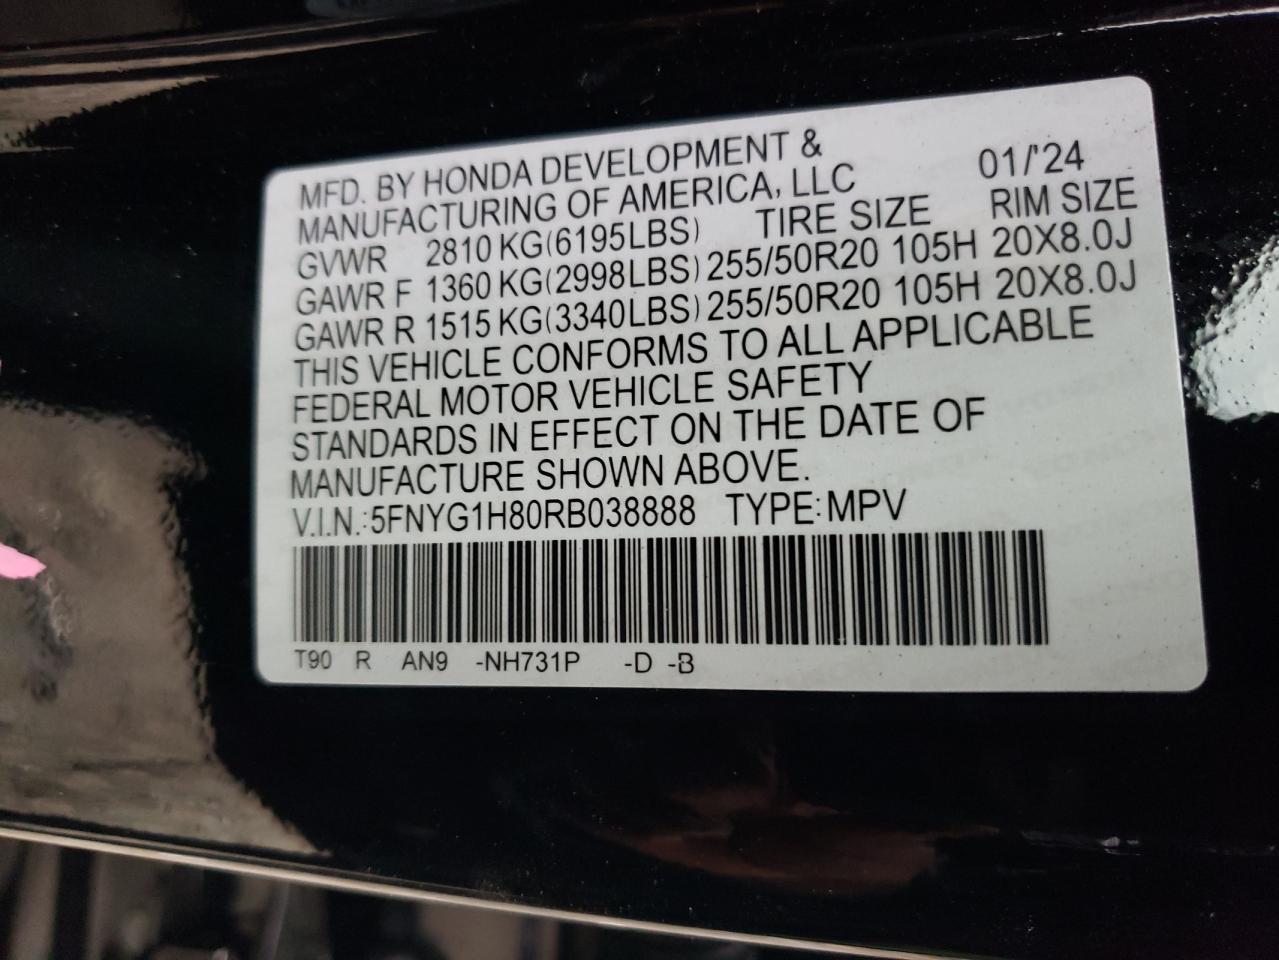 MFD. BY HONDA DEVELOPMENT &
MANUFACTURING OF AMERICA, LLC 01/'24
GVWR 2810 KG(6195LBS) TIRE SIZE RIM SIZE
GAWR F 1360 KG(2998LBS) 255/50R20 105H 20X8.0J
GAWR R 1515 KG(3340LBS) 255/50R20 105H 20X8.0J
THIS VEHICLE CONFORMS TO ALL APPLICABLE
FEDERAL MOTOR VEHICLE SAFETY
STANDARDS IN EFFECT ON THE DATE OF
MANUFACTURE SHOWN ABOVE.
V.I.N.:5FNYG1H80RB038888 TYPE:MPV
T90 R AN9 -NH731P -D -B